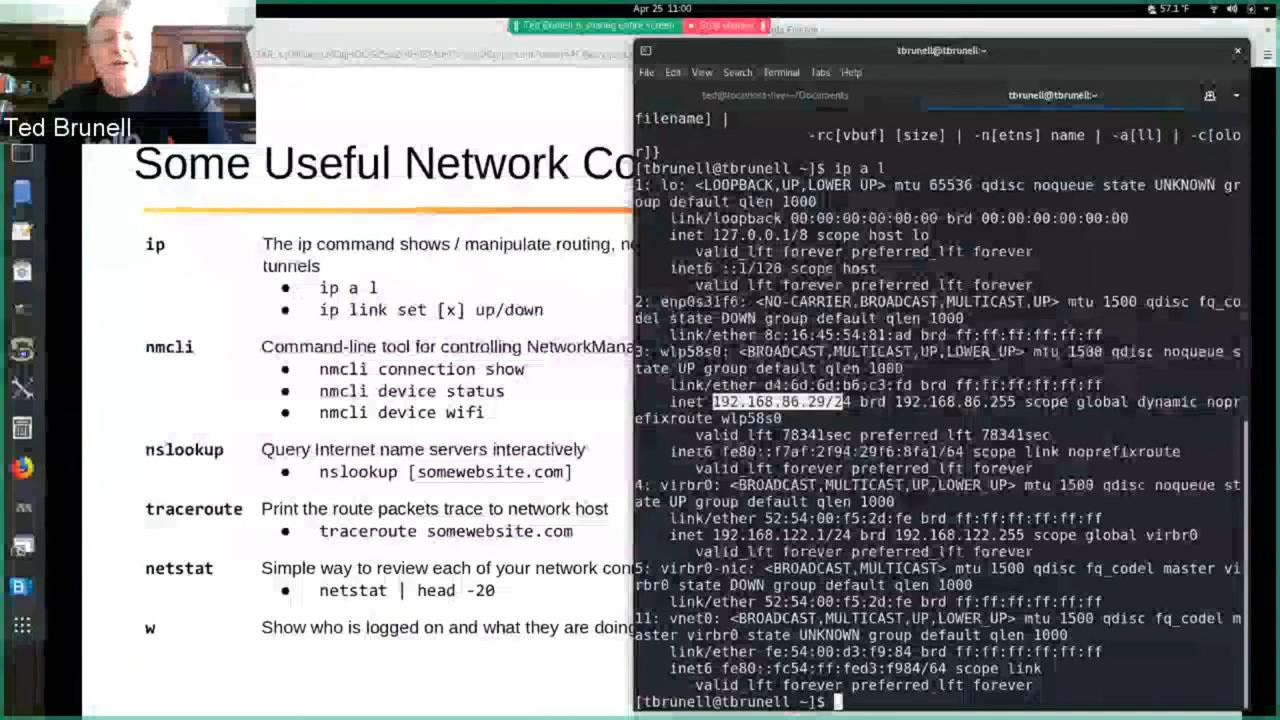 Apr 25 11:00
57.1 °F
Ted Brunell is sharing entire screen
Stop sharing
Ted Brunell
Some Useful Network Co
ip
The ip command shows / manipulate routing, ne
tunnels
● ip a l
● ip link set [x] up/down
nmcli
Command-line tool for controlling NetworkMana
● nmcli connection show
● nmcli device status
● nmcli device wifi
nslookup
Query Internet name servers interactively
● nslookup [somewebsite.com]
traceroute
Print the route packets trace to network host
● traceroute somewebsite.com
netstat
Simple way to review each of your network con
● netstat | head -20
w
Show who is logged on and what they are doing
tbrunell@tbrunell:~
File Edit View Search Terminal Tabs Help
ted@localhost-live:~/Documents
tbrunell@tbrunell:~
filename] |
-rc[vbuf] [size] | -n[etns] name | -a[ll] | -c[olo
r]}
[tbrunell@tbrunell ~]$ ip a l
1: lo: <LOOPBACK,UP,LOWER_UP> mtu 65536 qdisc noqueue state UNKNOWN gr
oup default qlen 1000
link/loopback 00:00:00:00:00:00 brd 00:00:00:00:00:00
inet 127.0.0.1/8 scope host lo
valid_lft forever preferred_lft forever
inet6 ::1/128 scope host
valid_lft forever preferred_lft forever
2: enp0s31f6: <NO-CARRIER,BROADCAST,MULTICAST,UP> mtu 1500 qdisc fq_co
del state DOWN group default qlen 1000
link/ether 8c:16:45:54:81:ad brd ff:ff:ff:ff:ff:ff
3: wlp58s0: <BROADCAST,MULTICAST,UP,LOWER_UP> mtu 1500 qdisc noqueue s
tate UP group default qlen 1000
link/ether d4:6d:6d:b6:c3:fd brd ff:ff:ff:ff:ff:ff
inet 192.168.86.29/24 brd 192.168.86.255 scope global dynamic nopr
efixroute wlp58s0
valid_lft 78341sec preferred_lft 78341sec
inet6 fe80::f7af:2f94:29f6:8fa1/64 scope link noprefixroute
valid_lft forever preferred_lft forever
4: virbr0: <BROADCAST,MULTICAST,UP,LOWER_UP> mtu 1500 qdisc noqueue st
ate UP group default qlen 1000
link/ether 52:54:00:f5:2d:fe brd ff:ff:ff:ff:ff:ff
inet 192.168.122.1/24 brd 192.168.122.255 scope global virbr0
valid_lft forever preferred_lft forever
5: virbr0-nic: <BROADCAST,MULTICAST> mtu 1500 qdisc fq_codel master vi
rbr0 state DOWN group default qlen 1000
link/ether 52:54:00:f5:2d:fe brd ff:ff:ff:ff:ff:ff
11: vnet0: <BROADCAST,MULTICAST,UP,LOWER_UP> mtu 1500 qdisc fq_codel m
aster virbr0 state UNKNOWN group default qlen 1000
link/ether fe:54:00:d3:f9:84 brd ff:ff:ff:ff:ff:ff
inet6 fe80::fc54:ff:fed3:f984/64 scope link
valid_lft forever preferred_lft forever
[tbrunell@tbrunell ~]$